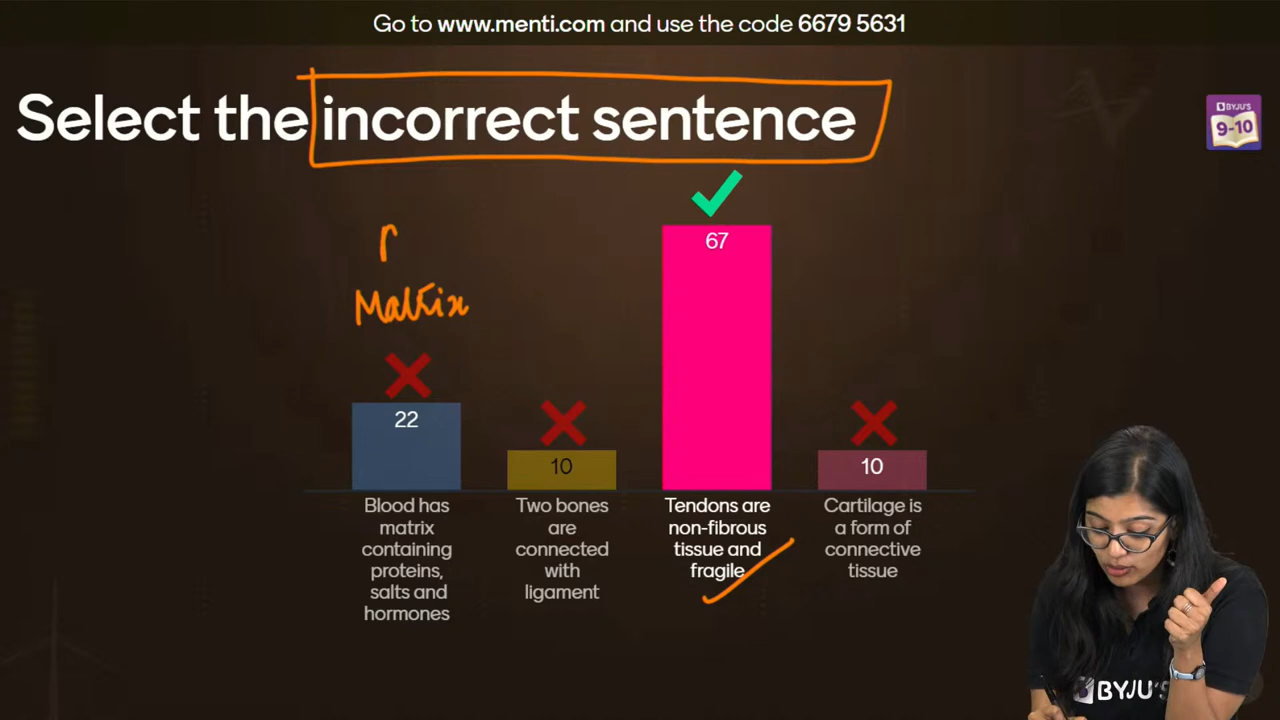 Go to www.menti.com and use the code 6679 5631
Select the incorrect sentence
BYJU'S
9-10
67
Matrix
22
10
10
Blood has
matrix
containing
proteins,
salts and
hormones
Two bones
are
connected
with
ligament
Tendons are
non-fibrous
tissue and
fragile
Cartilage is
a form of
connective
tissue
BYJU'S